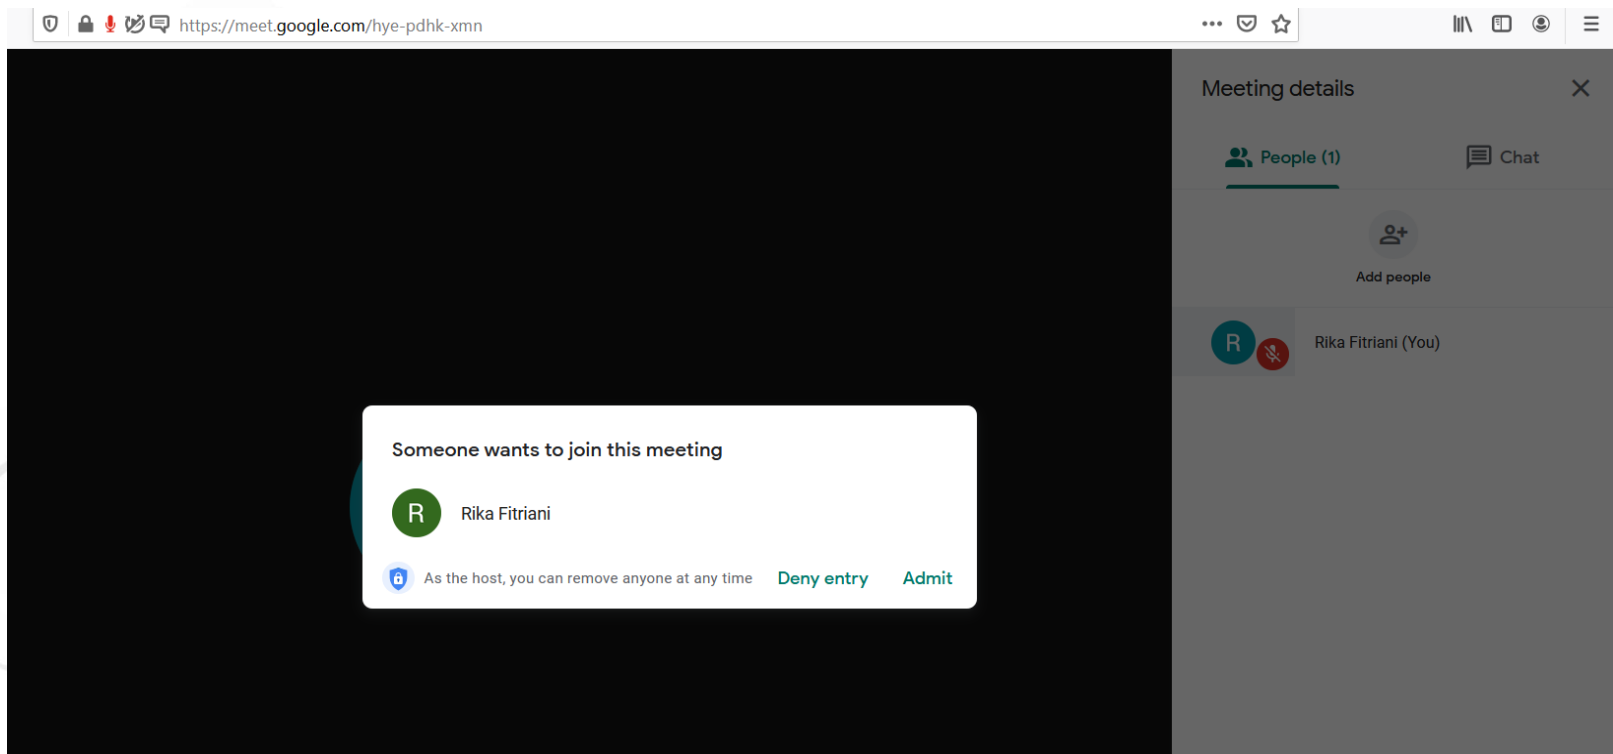 https://meet.google.com/hye-pdhk-xmn
Meeting details
People (1)
Chat
Add people
R
Rika Fitriani (You)
Someone wants to join this meeting
R
Rika Fitriani
As the host, you can remove anyone at any time
Deny entry
Admit